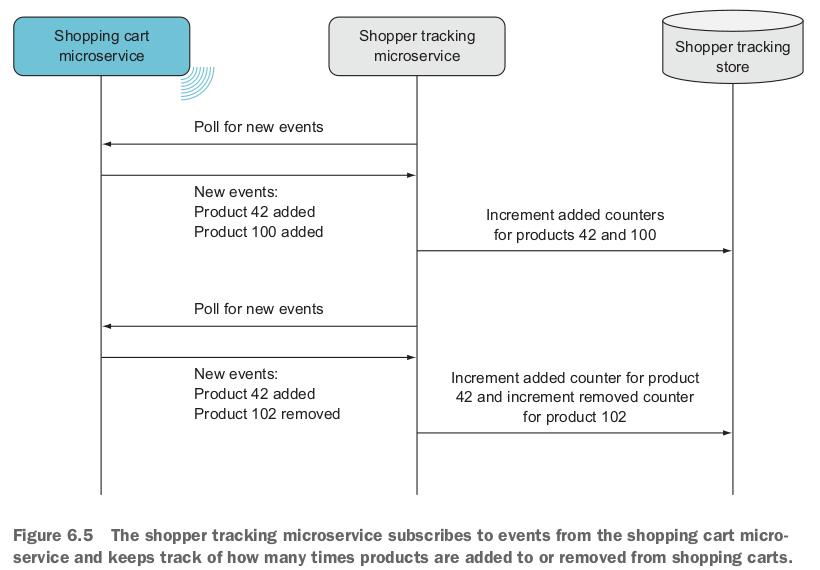 Shopping cart
microservice
Shopper tracking
microservice
Shopper tracking
store
Poll for new events
New events:
Product 42 added
Product 100 added
Increment added counters
for products 42 and 100
Poll for new events
New events:
Product 42 added
Product 102 removed
Increment added counter for product
42 and increment removed counter
for product 102
Figure 6.5 The shopper tracking microservice subscribes to events from the shopping cart micro-
service and keeps track of how many times products are added to or removed from shopping carts.